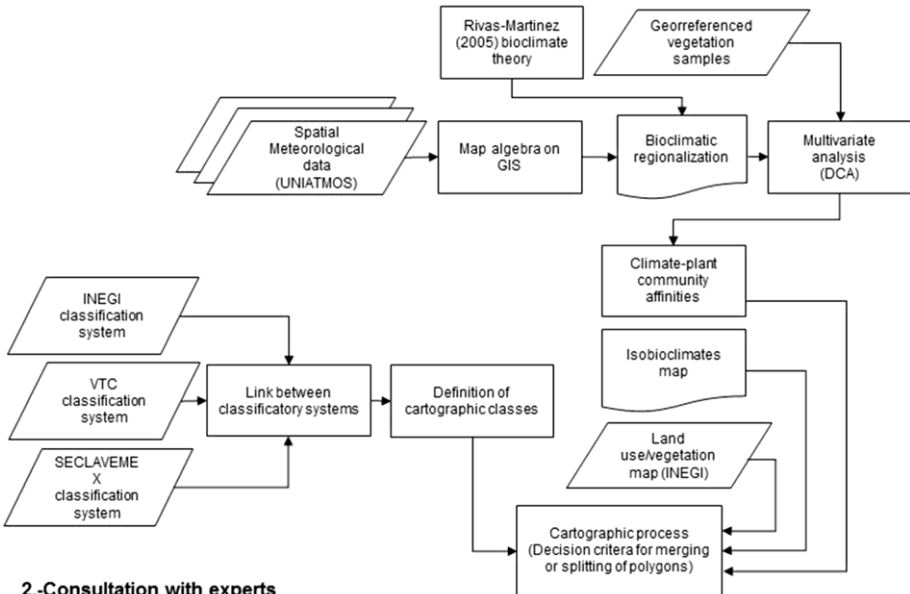 Rivas-Martinez
(2005) bioclimate
theory
Georreferenced
vegetation
samples
Spatial
Meteorological
data
(UNIATMOS)
Map algebra on
GIS
Bioclimatic
regionalization
Multivariate
analysis
(DCA)
Climate-plant
community
affinities
INEGI
classification
system
Isobioclimates
map
VTC
classification
system
Link between
classificatory systems
Definition of
cartographic classes
Land
use/vegetation
map (INEGI)
SECLAVEME
X
classification
system
Cartographic process
(Decision critera for merging
or splitting of polygons)
2.-Consultation with experts